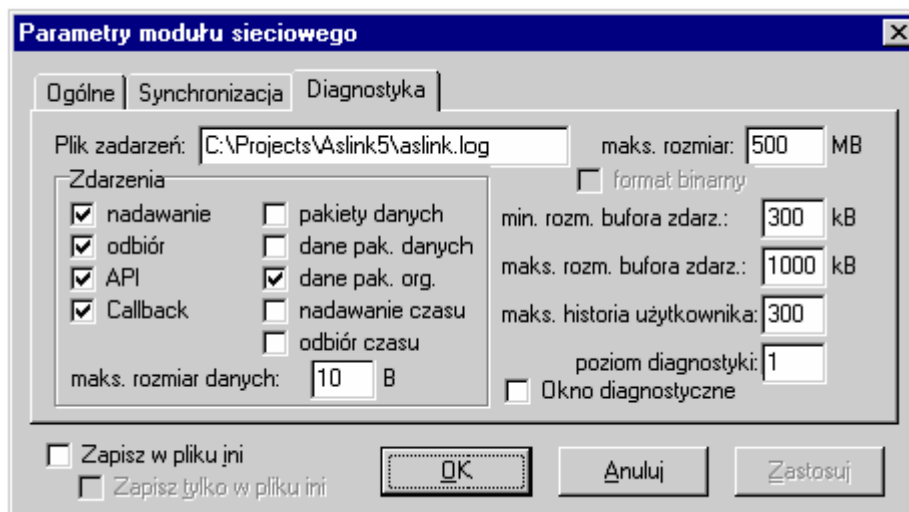 Parametry modułu sieciowego
Ogólne Synchronizacja Diagnostyka
Plik zadarzeń: C:\Projects\Aslink5\aslink.log maks. rozmiar: 500 MB
Zdarzenia format binarny
nadawanie pakiety danych min. rozm. bufora zdarz.: 300 kB
odbiór dane pak. danych
API dane pak. org. maks. rozm. bufora zdarz.: 1000 kB
Callback nadawanie czasu maks. historia użytkownika: 300
odbiór czasu
maks. rozmiar danych: 10 B poziom diagnostyki: 1
Okno diagnostyczne
Zapisz w pliku ini
Zapisz tylko w pliku ini
OK Anuluj Zastosuj